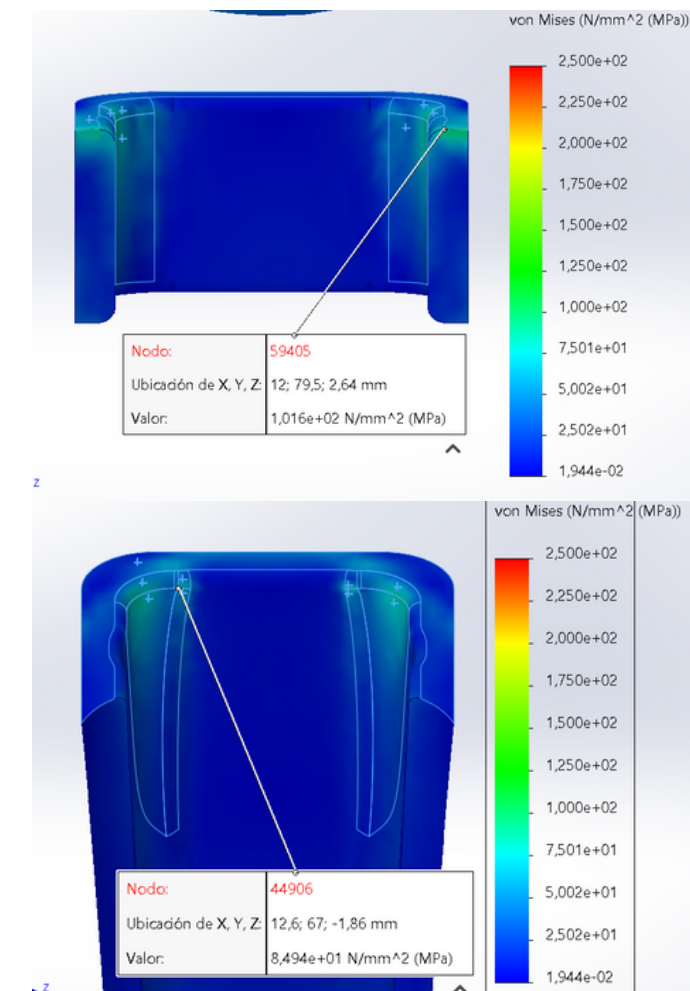 von Mises (N/mm^2 (MPa))
2,500e+02
2,250e+02
2,000e+02
1,750e+02
1,500e+02
1,250e+02
1,000e+02
7,501e+01
5,002e+01
2,502e+01
1,944e-02
Nodo: 59405
Ubicación de X, Y, Z: 12; 79,5; 2,64 mm
Valor: 1,016e+02 N/mm^2 (MPa)
z
von Mises (N/mm^2 (MPa))
2,500e+02
2,250e+02
2,000e+02
1,750e+02
1,500e+02
1,250e+02
1,000e+02
7,501e+01
5,002e+01
2,502e+01
1,944e-02
Nodo: 44906
Ubicación de X, Y, Z: 12,6; 67; -1,86 mm
Valor: 8,494e+01 N/mm^2 (MPa)
z